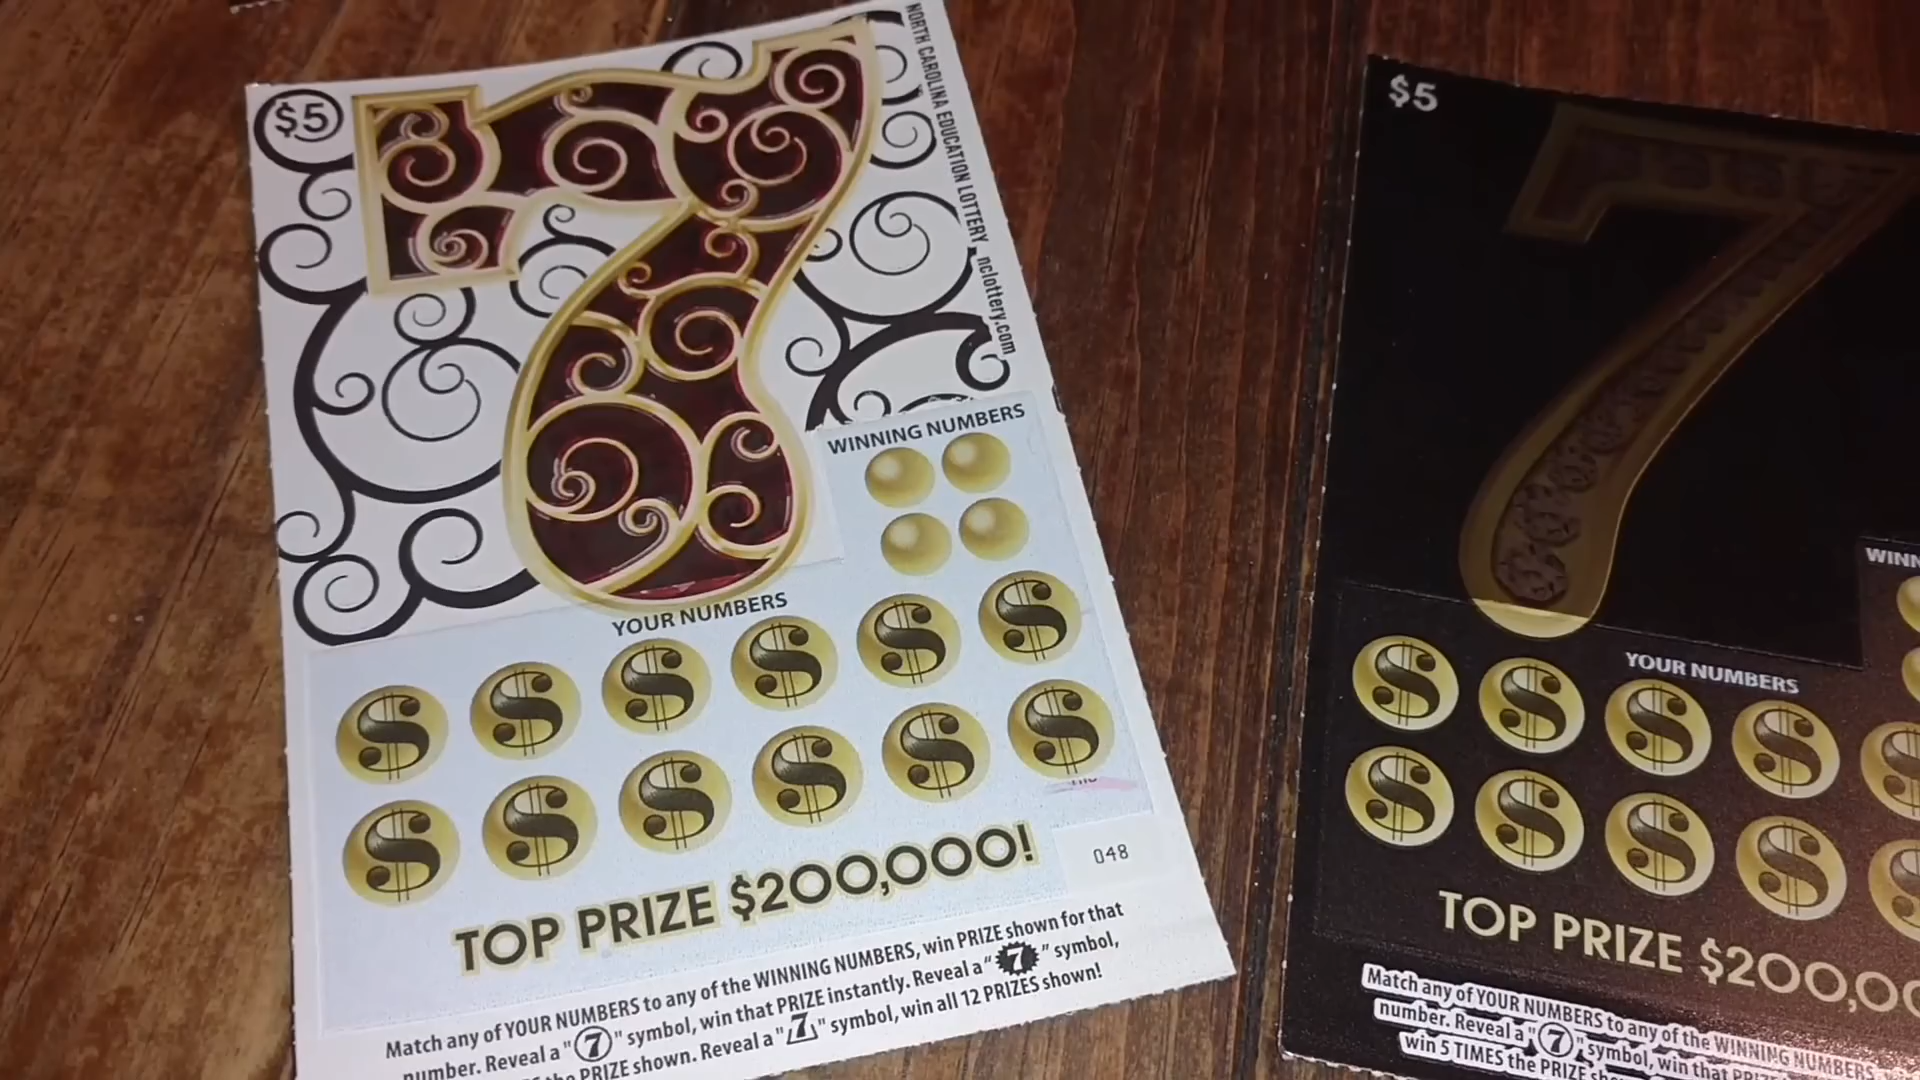 $5
NORTH CAROLINA EDUCATION LOTTERY nclottery.com
WINNING NUMBERS
YOUR NUMBERS
TOP PRIZE $200,000!
048
Match any of YOUR NUMBERS to any of the WINNING NUMBERS, win PRIZE shown for that
number. Reveal a "7" symbol, win that PRIZE instantly. Reveal a "7" symbol,
the PRIZE shown. Reveal a "7" symbol, win all 12 PRIZES shown!
$5
7
YOUR NUMBERS
TOP PRIZE $200,0
Match any of YOUR NUMBERS to any of the WINNING NUMBERS,
number. Reveal a "7" symbol, win that
win 5 TIMES the